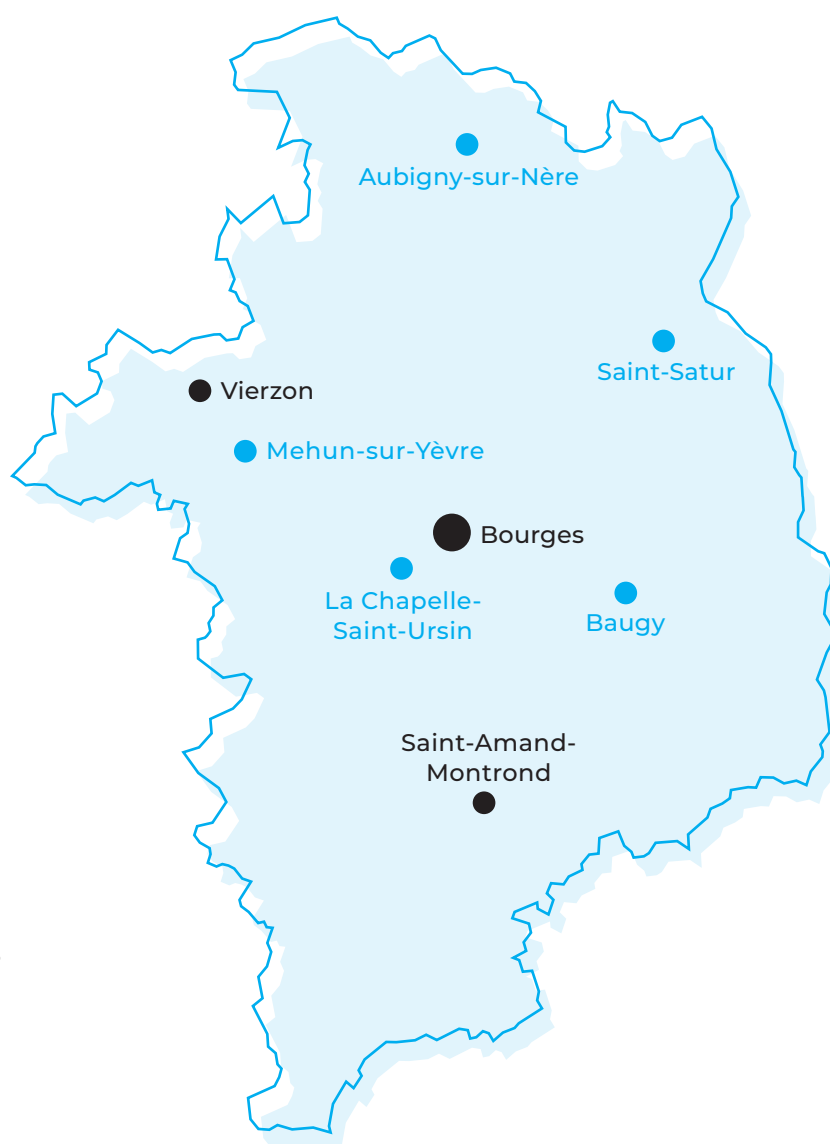 Aubigny-sur-Nère
Saint-Satur
Vierzon
Mehun-sur-Yèvre
Bourges
La Chapelle-
Saint-Ursin
Baugy
Saint-Amand-
Montrond